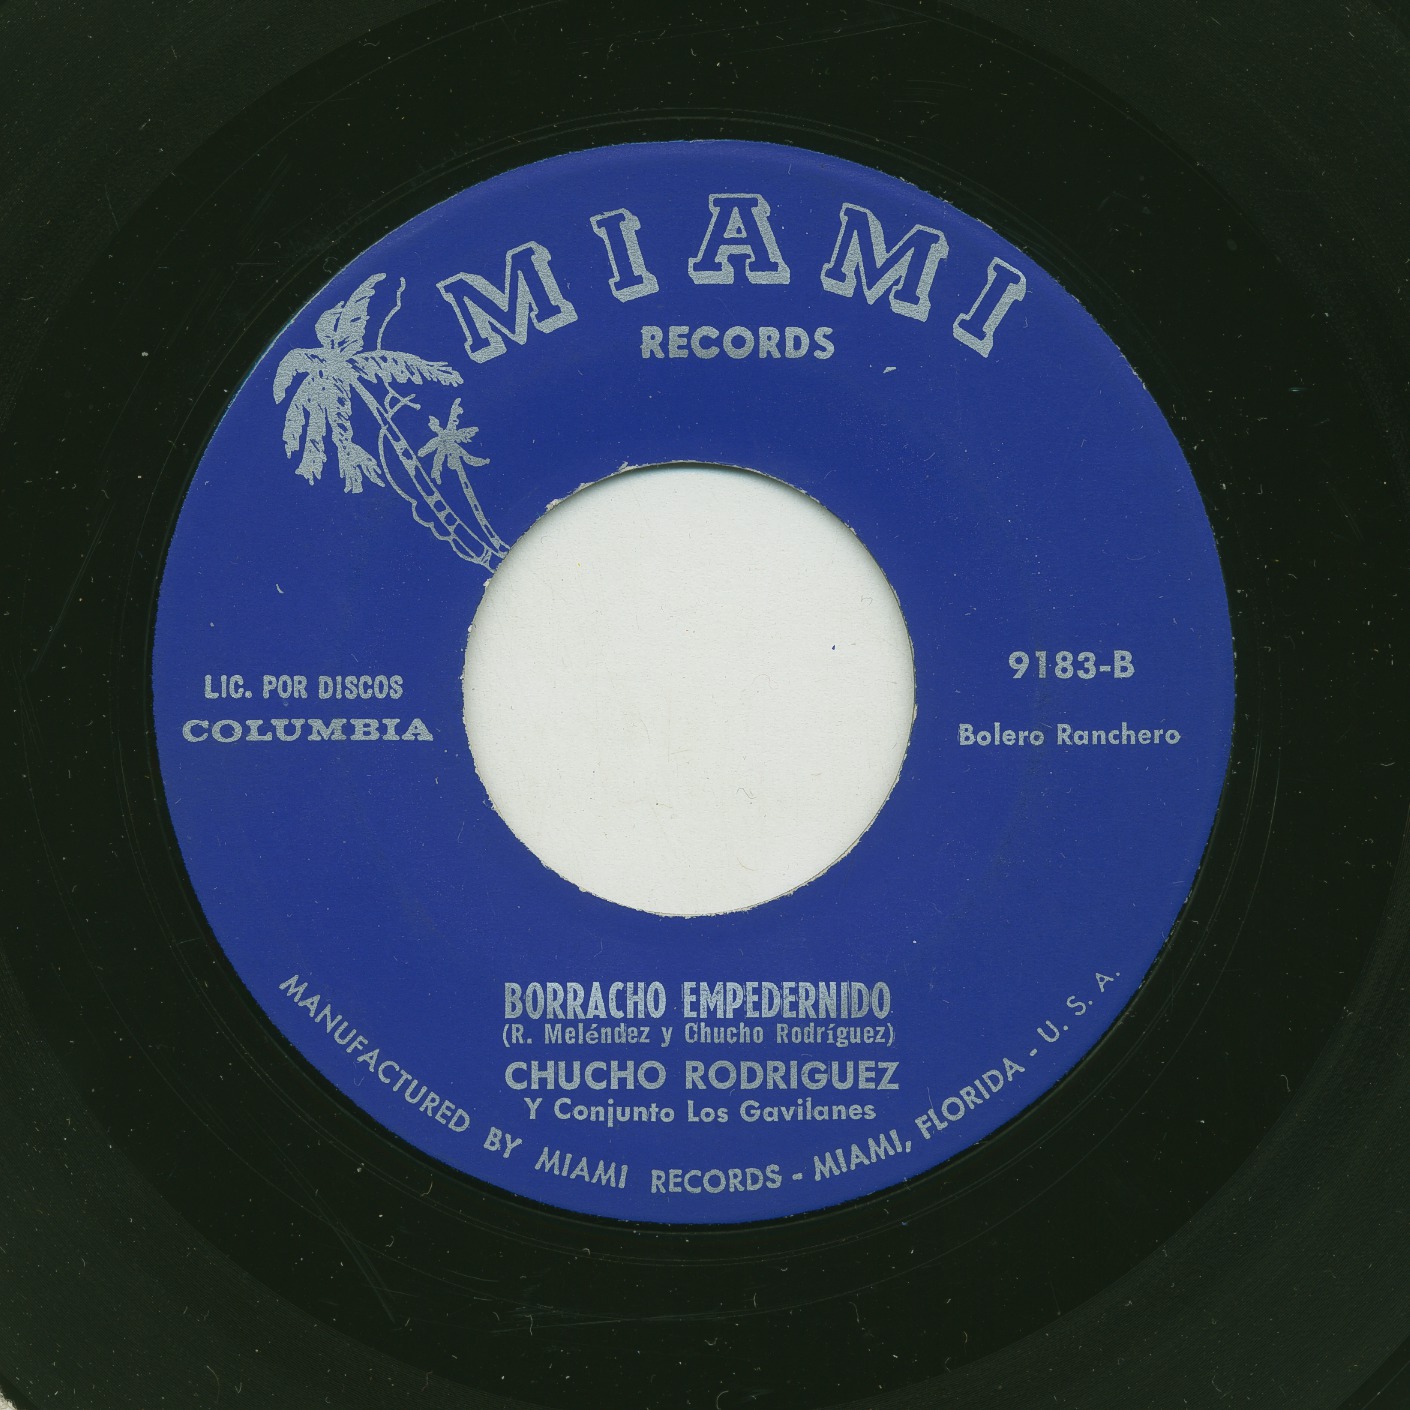 MIAMI
RECORDS
LIC. POR DISCOS
COLUMBIA
9183-B
Bolero Ranchero
BORRACHO EMPEDERNIDO
(R. Meléndez y Chucho Rodríguez)
CHUCHO RODRIGUEZ
Y Conjunto Los Gavilanes
MANUFACTURED BY MIAMI RECORDS - MIAMI, FLORIDA - U. S. A.